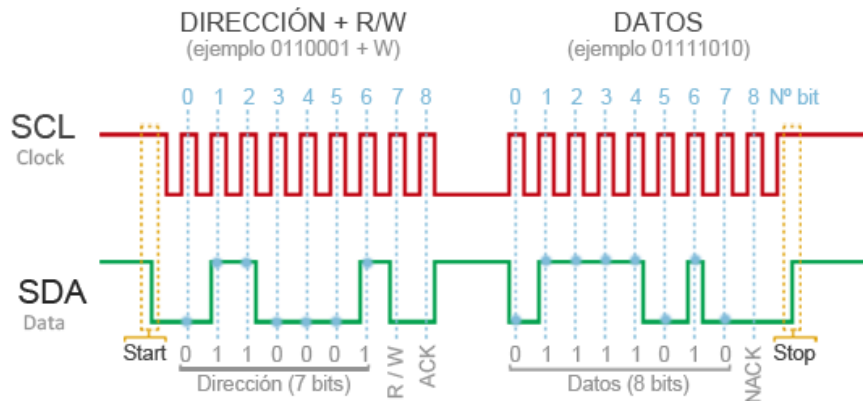 DIRECCIÓN + R/W
(ejemplo 0110001 + W)
DATOS
(ejemplo 01111010)
0 1 2 3 4 5 6 7 8
0 1 2 3 4 5 6 7 8 Nº bit
SCL
Clock
SDA
Data
Start
0 1 1 0 0 0 1
R / W
ACK
Dirección (7 bits)
0 1 1 1 1 0 1 0
NACK
Datos (8 bits)
Stop